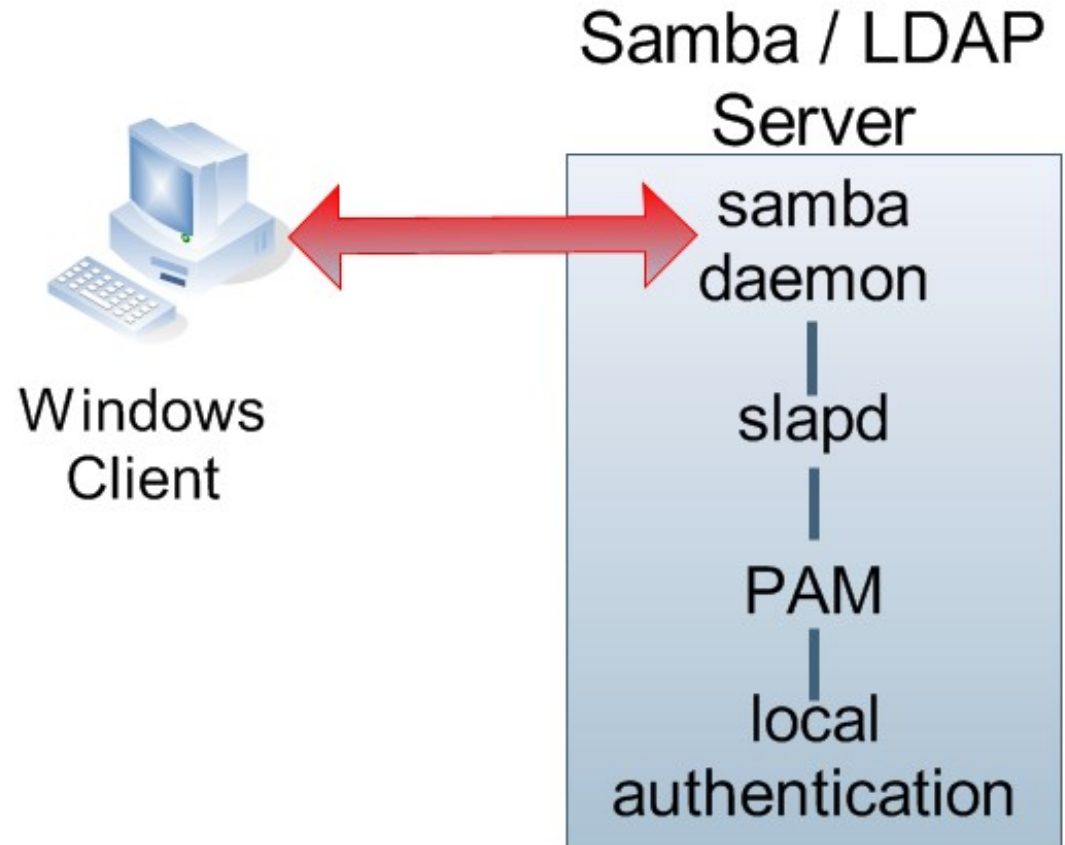 Samba / LDAP
Server
samba
daemon
slapd
PAM
local
authentication
Windows
Client